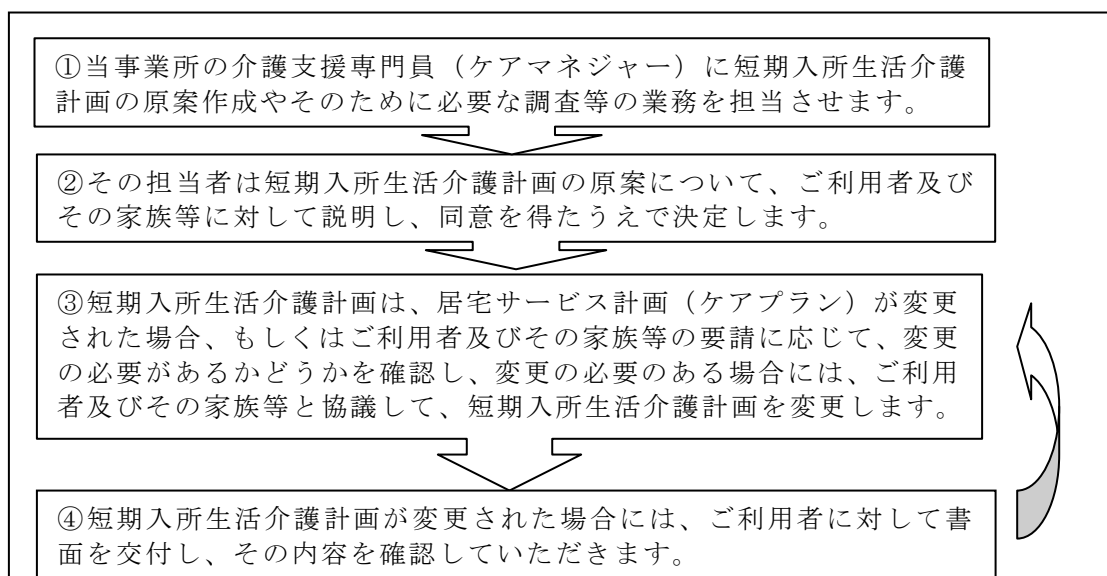 ①当事業所の介護支援専門員（ケアマネジャー）に短期入所生活介護
計画の原案作成やそのために必要な調査等の業務を担当させます。
②その担当者は短期入所生活介護計画の原案について、ご利用者及び
その家族等に対して説明し、同意を得たうえで決定します。
③短期入所生活介護計画は、居宅サービス計画（ケアプラン）が変更
された場合、もしくはご利用者及びその家族等の要請に応じて、変更
の必要があるかどうかを確認し、変更の必要のある場合には、ご利用
者及びその家族等と協議して、短期入所生活介護計画を変更します。
④短期入所生活介護計画が変更された場合には、ご利用者に対して書
面を交付し、その内容を確認していただきます。